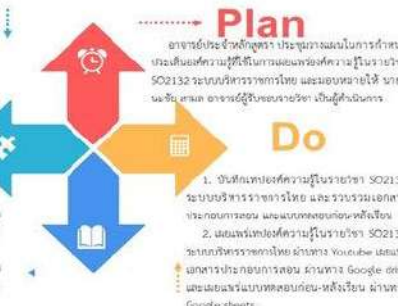 Plan
อาจารย์ประจำหลักสูตรฯ ประชุมวางแผนในการกำหน
ประเด็นองค์ความรู้ที่ใช้ในการเผยแพร่องค์ความรู้ในรายวิช
SO2132 ระบบบริหารราชการไทย และมอบหมายให้ นาย
อาจารย์ผู้รับชอบรายวิชา เป็นผู้ดำเนินการ
Do
1. บันทึกเทปองค์ความรู้ในรายวิชา SO213
ระบบบริหารราชการไทย และรวบรวมเอกสา
ประกอบการสอน และแบบทดสอบก่อน-หลังเรียน
2. เผยแพร่เทปองค์ความรู้ในรายวิชา SO213
ระบบบริหารราชการไทย ผ่านทาง Youtube เผยแ
เอกสารประกอบการสอน ผ่านทาง Google dri
และเผยแพร่แบบทดสอบก่อน-หลังเรียน ผ่านท
Google sheets